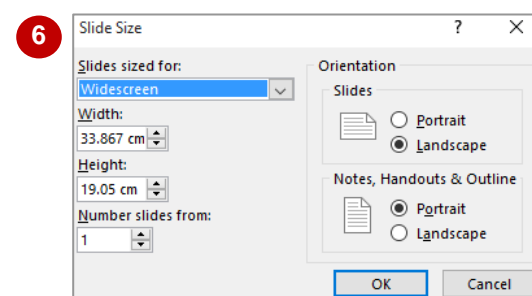 6
Slide Size ? X
Slides sized for:
Widescreen
Width:
33.867 cm
Height:
19.05 cm
Number slides from:
1
Orientation
Slides
Portrait
Landscape
Notes, Handouts & Outline
Portrait
Landscape
OK Cancel